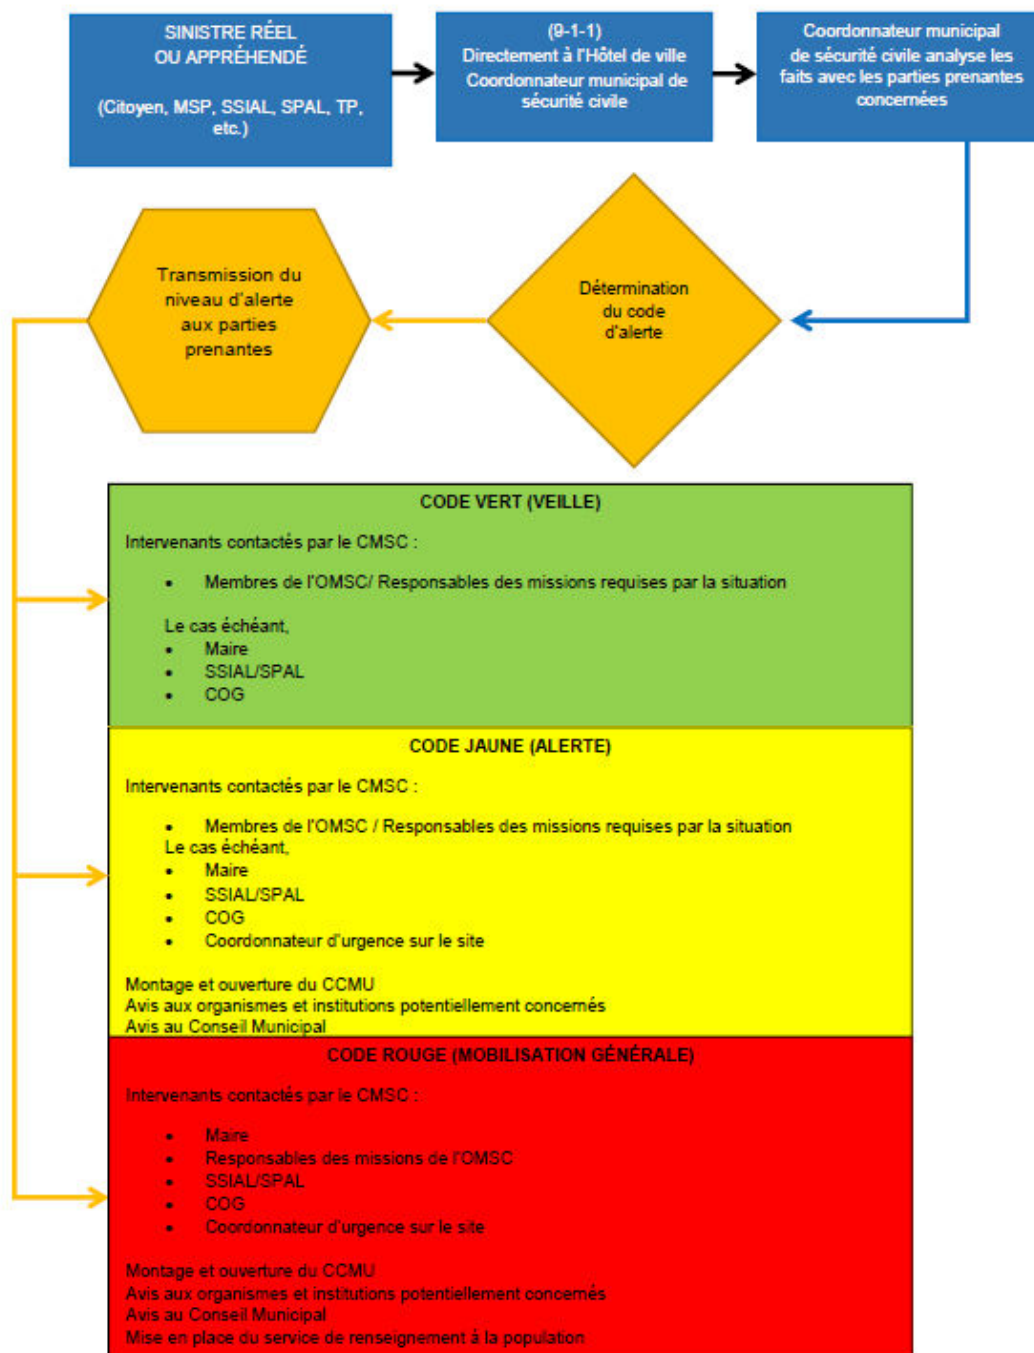 SINISTRE RÉEL
OU APPRÉHENDÉ
(Citoyen, MSP, SSIAL, SPAL, TP,
etc.)
(9-1-1)
Directement à l'Hôtel de ville
Coordonnateur municipal de
sécurité civile
Coordonnateur municipal
de sécurité civile analyse les
faits avec les parties prenantes
concernées
Détermination
du code
d'alerte
Transmission du
niveau d'alerte
aux parties
prenantes
CODE VERT (VEILLE)
Intervenants contactés par le CMSC :
• Membres de l'OMSC/ Responsables des missions requises par la situation
Le cas échéant,
• Maire
• SSIAL/SPAL
• COG
CODE JAUNE (ALERTE)
Intervenants contactés par le CMSC :
• Membres de l'OMSC / Responsables des missions requises par la situation
Le cas échéant,
• Maire
• SSIAL/SPAL
• COG
• Coordonnateur d'urgence sur le site
Montage et ouverture du CCMU
Avis aux organismes et institutions potentiellement concernés
Avis au Conseil Municipal
CODE ROUGE (MOBILISATION GÉNÉRALE)
Intervenants contactés par le CMSC :
• Maire
• Responsables des missions de l'OMSC
• SSIAL/SPAL
• COG
• Coordonnateur d'urgence sur le site
Montage et ouverture du CCMU
Avis aux organismes et institutions potentiellement concernés
Avis au Conseil Municipal
Mise en place du service de renseignement à la population